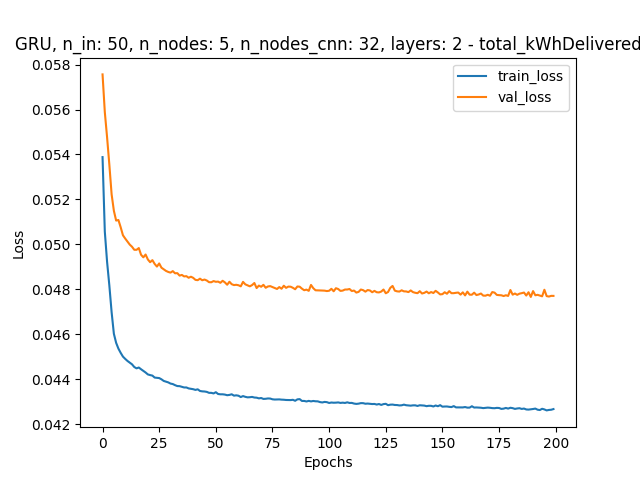 GRU, n_in: 50, n_nodes: 5, n_nodes_cnn: 32, layers: 2 - total_kWhDelivered
train_loss
val_loss
0.058
0.056
0.054
0.052
0.050
0.048
0.046
0.044
0.042
Loss
0 25 50 75 100 125 150 175 200
Epochs